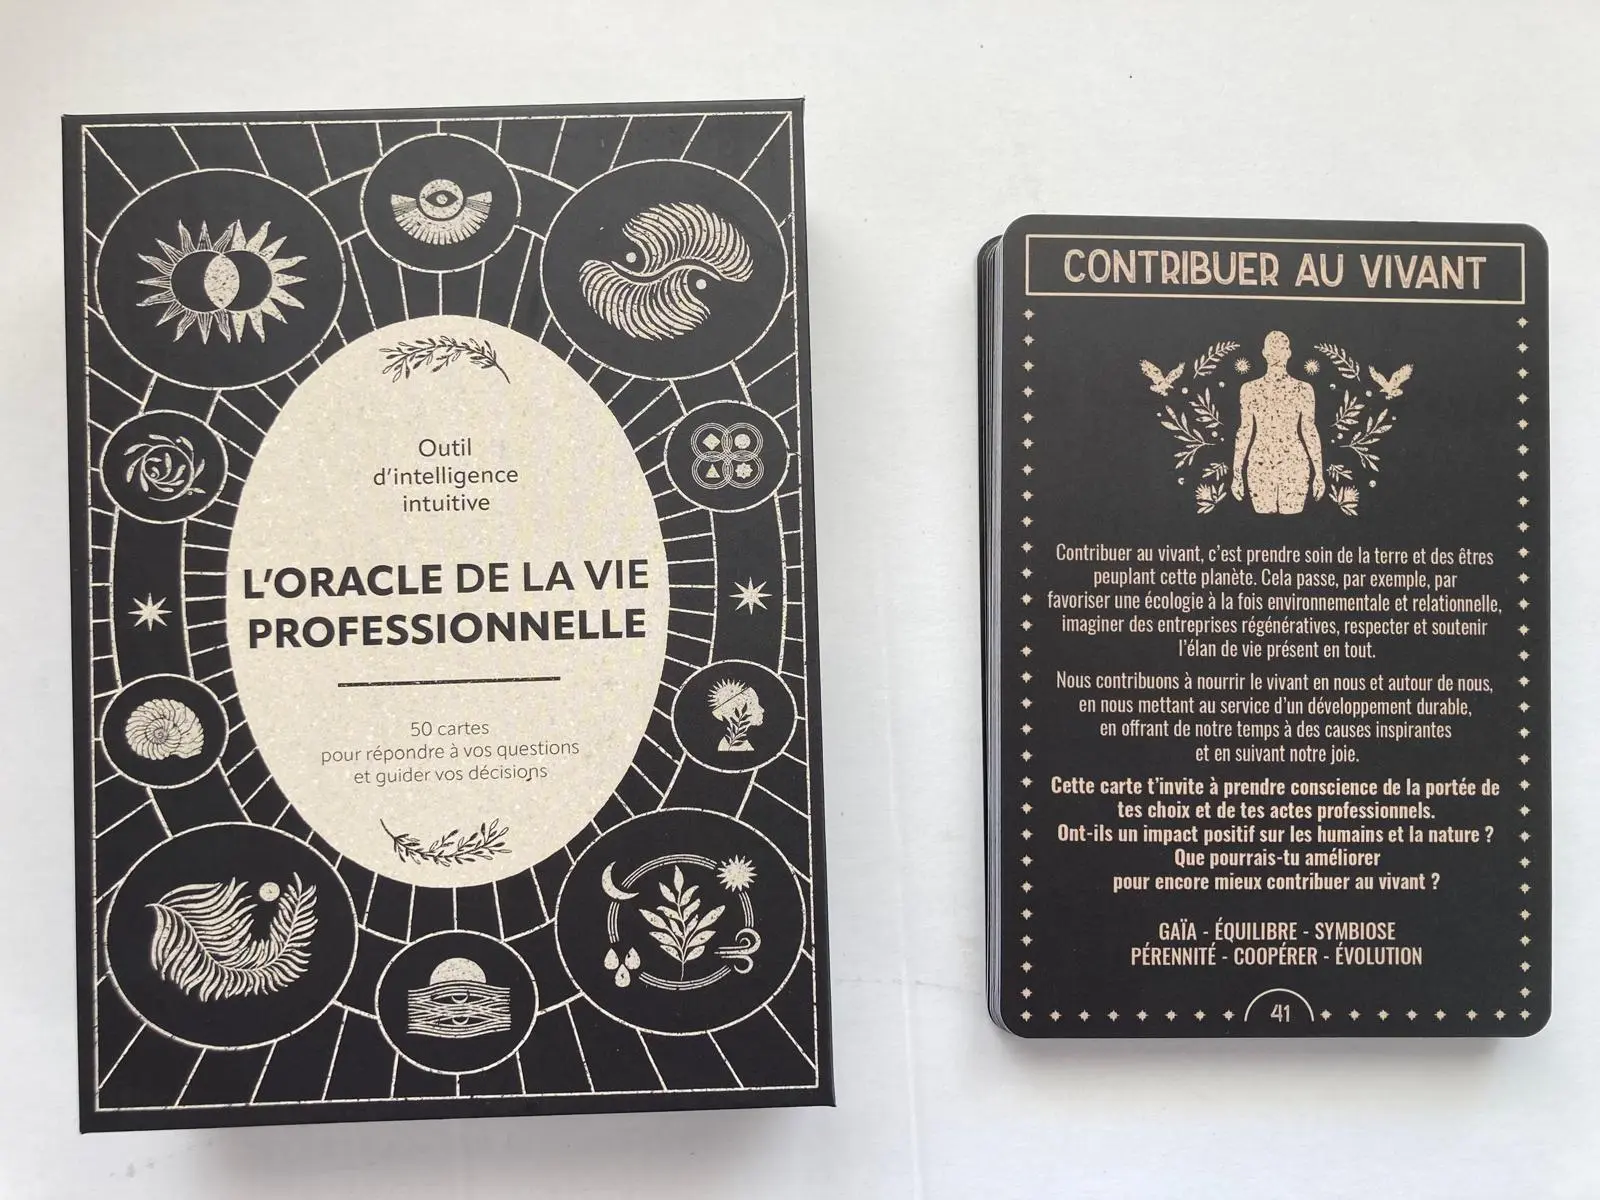 Outil
d'intelligence
intuitive
L'ORACLE DE LA VIE
PROFESSIONNELLE
50 cartes
pour répondre à vos questions
et guider vos décisions
CONTRIBUER AU VIVANT
Contribuer au vivant, c'est prendre soin de la terre et des êtres
peuplant cette planète. Cela passe, par exemple, par
favoriser une écologie à la fois environnementale et relationnelle,
imaginer des entreprises régénératives, respecter et soutenir
l'élan de vie présent en tout.
Nous contribuons à nourrir le vivant en nous et autour de nous,
en nous mettant au service d'un développement durable,
en offrant de notre temps à des causes inspirantes
et en suivant notre joie.
Cette carte t'invite à prendre conscience de la portée de
tes choix et de tes actes professionnels.
Ont-ils un impact positif sur les humains et la nature ?
Que pourrais-tu améliorer
pour encore mieux contribuer au vivant ?
GAÏA - ÉQUILIBRE - SYMBIOSE
PÉRENNITÉ - COOPÉRER - ÉVOLUTION
41